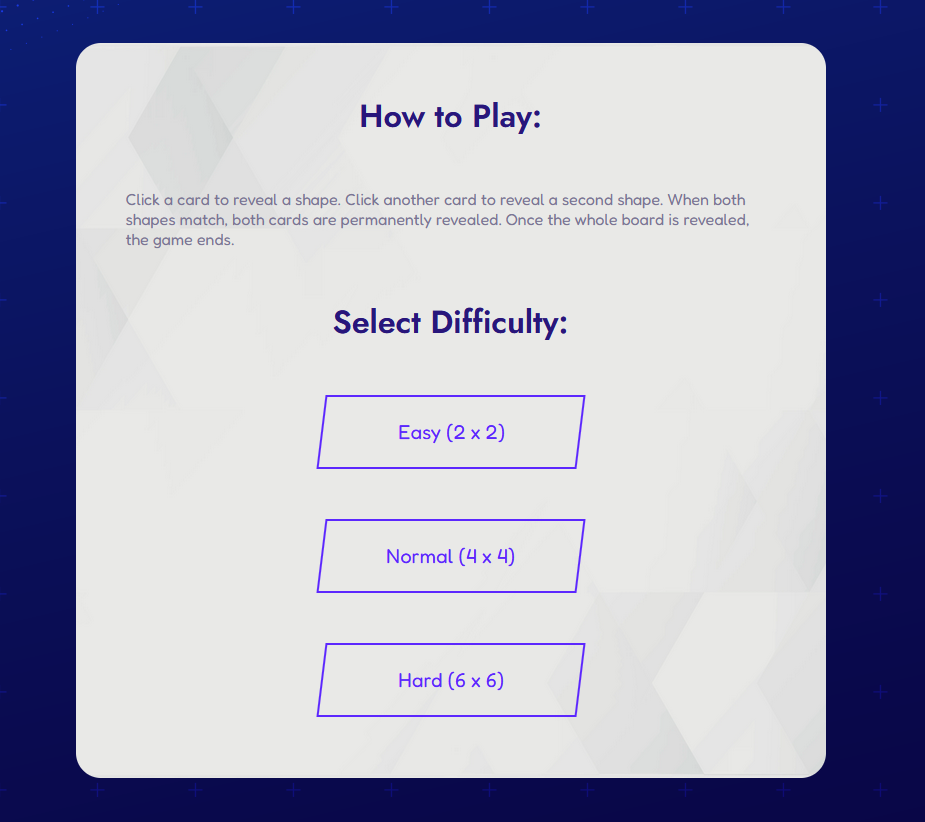 How to Play:
Click a card to reveal a shape. Click another card to reveal a second shape. When both
shapes match, both cards are permanently revealed. Once the whole board is revealed,
the game ends.
Select Difficulty:
Easy (2 x 2)
Normal (4 x 4)
Hard (6 x 6)